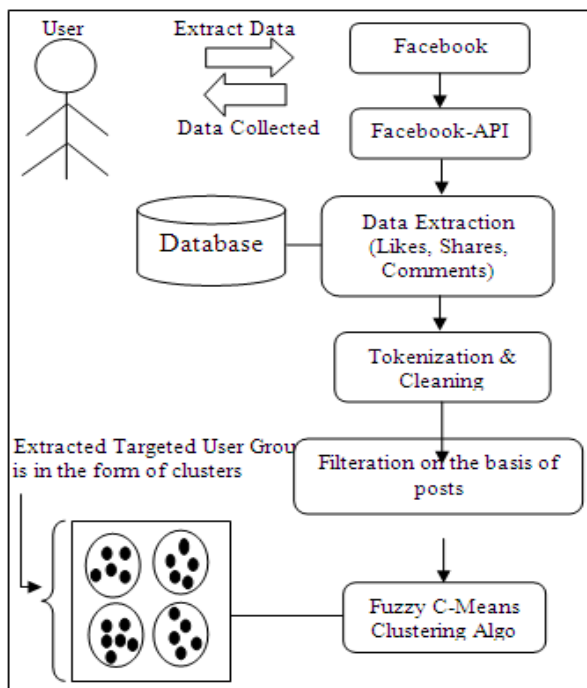 User
Extract Data
Data Collected
Facebook
Facebook-API
Database
Data Extraction
(Likes, Shares,
Comments)
Tokenization &
Cleaning
Extracted Targeted User Grou
is in the form of clusters
Filteration on the basis of
posts
Fuzzy C-Means
Clustering Algo